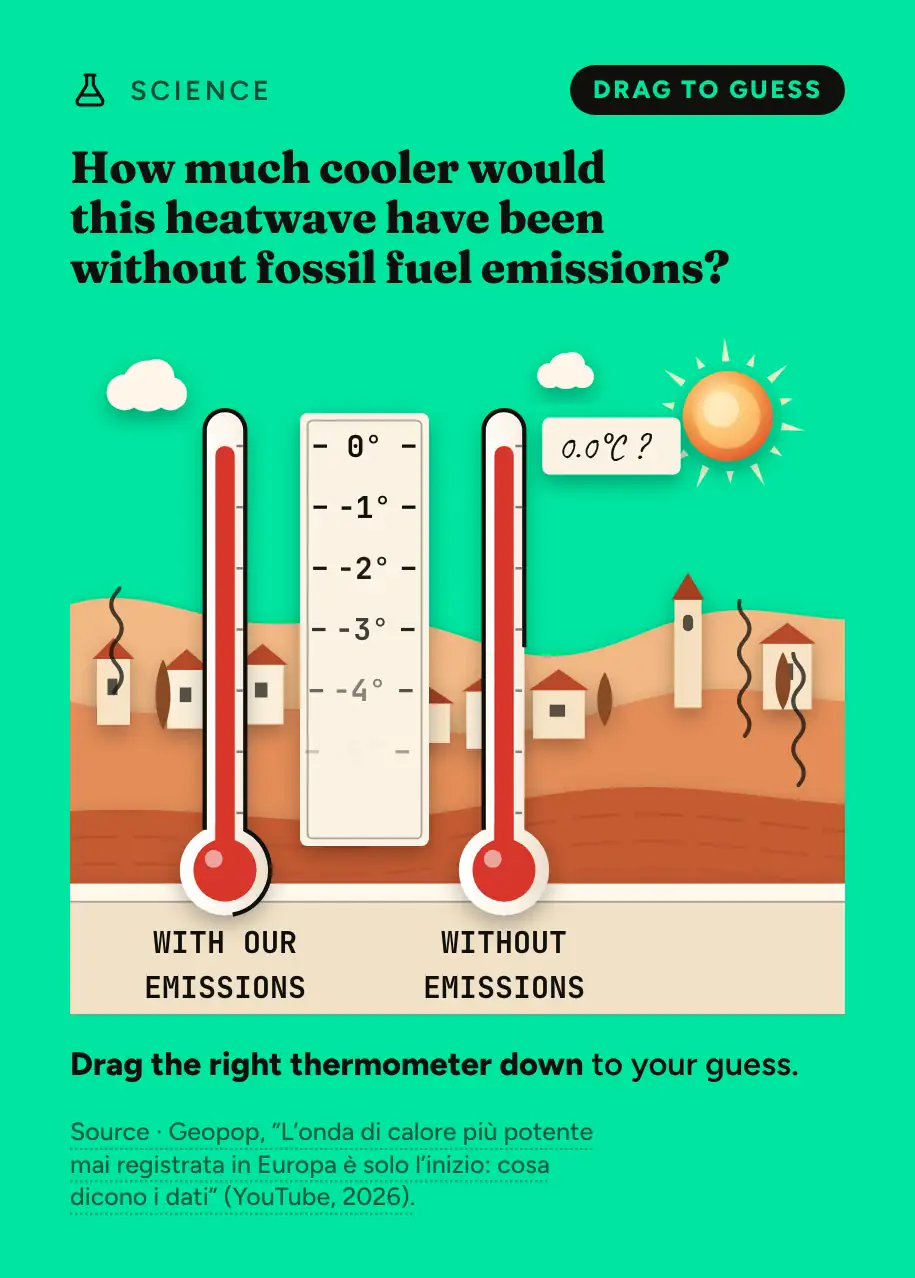 SCIENCE
DRAG TO GUESS
How much cooler would
this heatwave have been
without fossil fuel emissions?
0.0°C ?
0°
-1°
-2°
-3°
-4°
WITH OUR
EMISSIONS
WITHOUT
EMISSIONS
Drag the right thermometer down to your guess.
Source · Geopop, “L’onda di calore più potente
mai registrata in Europa è solo l’inizio: cosa
dicono i dati” (YouTube, 2026).